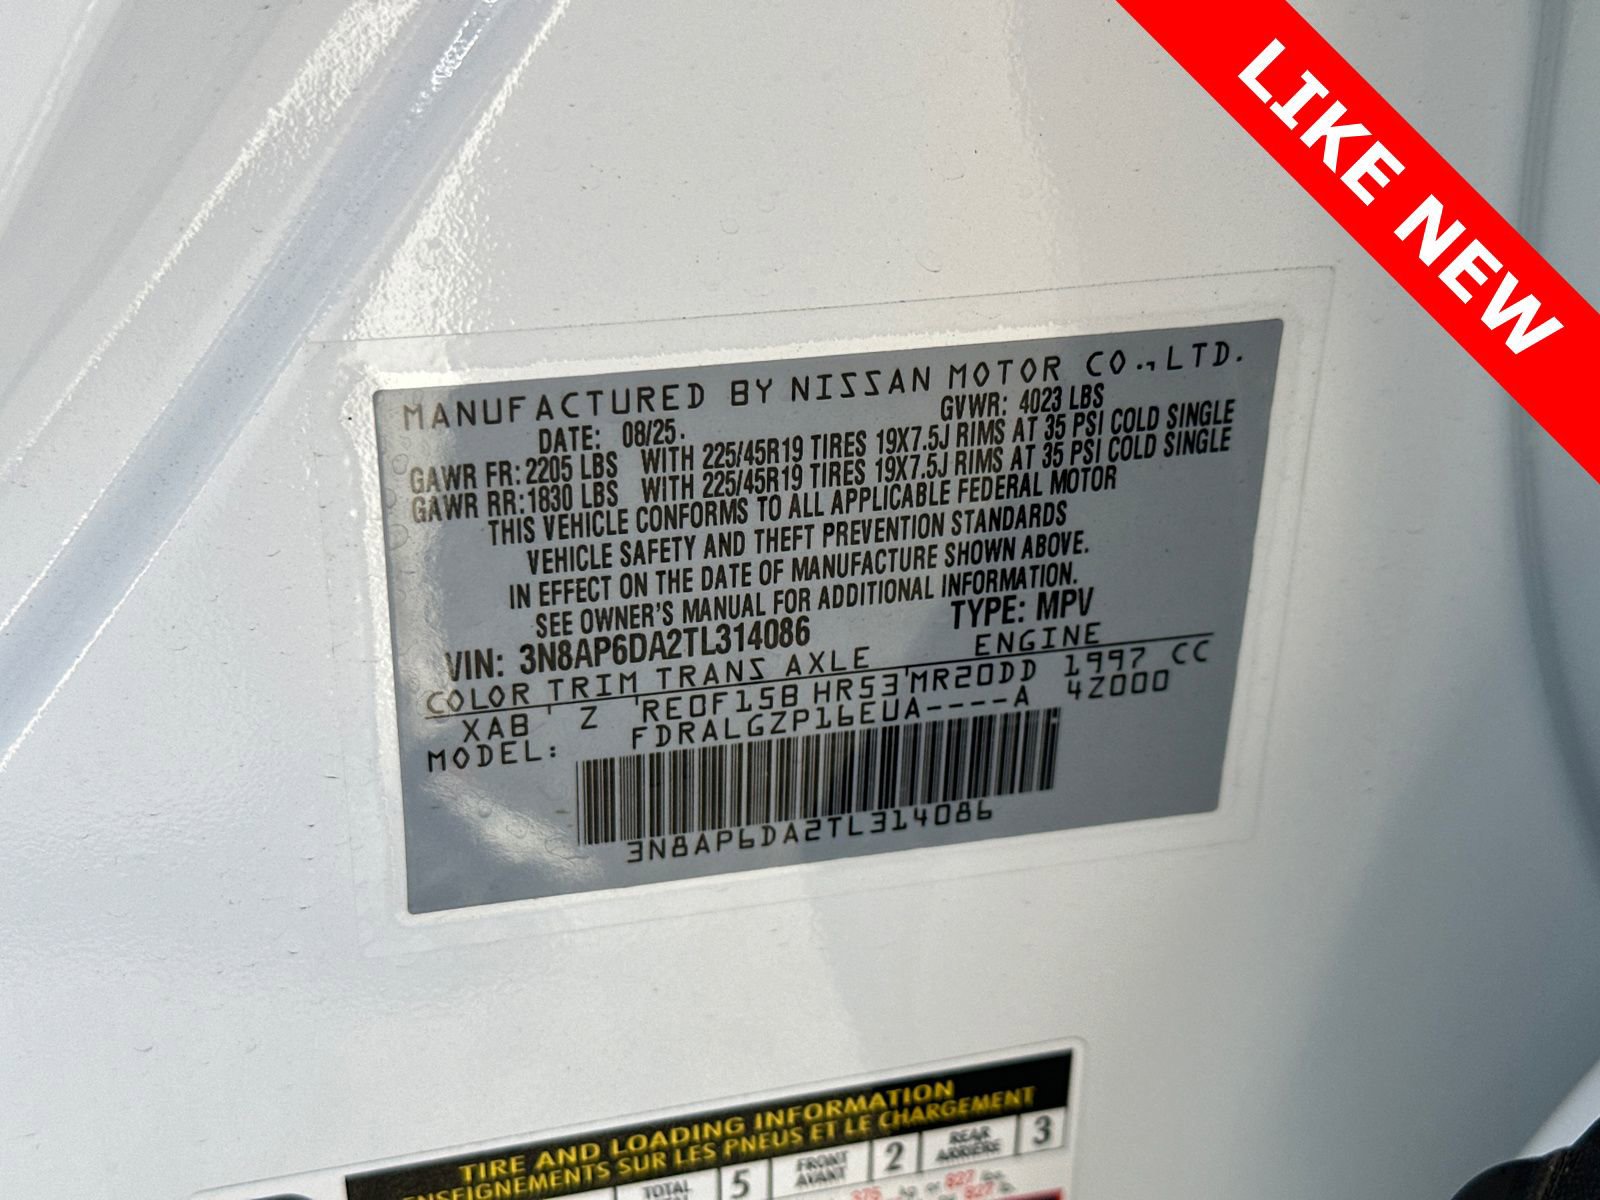 LIKE NEW
MANUFACTURED BY NISSAN MOTOR CO.,LTD.
DATE: 08/25. GVWR: 4023 LBS
GAWR FR: 2205 LBS WITH 225/45R19 TIRES 19X7.5J RIMS AT 35 PSI COLD SINGLE
GAWR RR: 1830 LBS WITH 225/45R19 TIRES 19X7.5J RIMS AT 35 PSI COLD SINGLE
THIS VEHICLE CONFORMS TO ALL APPLICABLE FEDERAL MOTOR
VEHICLE SAFETY AND THEFT PREVENTION STANDARDS
IN EFFECT ON THE DATE OF MANUFACTURE SHOWN ABOVE.
SEE OWNER'S MANUAL FOR ADDITIONAL INFORMATION.
VIN: 3N8AP6DA2TL314086 TYPE: MPV
COLOR TRIM TRANS AXLE ENGINE
XAB Z RE0F15B HR53 MR20DD 1997 CC
MODEL: FDRALGZP16EUA----A 4Z000
3N8AP6DA2TL314086
TIRE AND LOADING INFORMATION
ENSEIGNEMENTS SUR LES PNEUS ET LE CHARGEMENT
TOTAL 5 FRONT AVANT 2 REAR ARRIÈRE 3